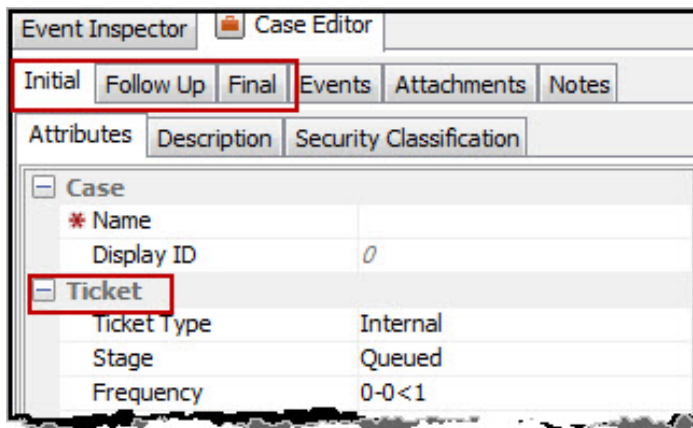 Event Inspector Case Editor
Initial Follow Up Final Events Attachments Notes
Attributes Description Security Classification
Case
* Name
Display ID 0
Ticket
Ticket Type Internal
Stage Queued
Frequency 0-0<1